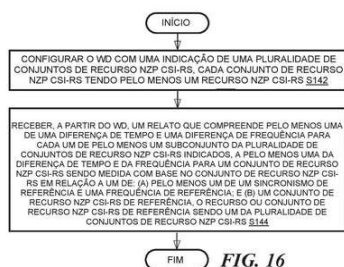 INÍCIO
CONFIGURAR O WD COM UMA INDICAÇÃO DE UMA PLURALIDADE
DE CONJUNTOS DE RECURSO NZP CSI-RS, CADA CONJUNTO DE RECURSO
NZP CSI-RS TENDO PELO MENOS UM RECURSO NZP CSI-RS S142
RECEBER, A PARTIR DO WD, UM RELATO QUE COMPREENDE PELO MENOS UMA
DE UMA DIFERENÇA DE TEMPO E UMA DIFERENÇA DE FREQUÊNCIA PARA
CADA UM DE PELO MENOS UM SUBCONJUNTO DA PLURALIDADE DE
CONJUNTOS DE RECURSO NZP CSI-RS INDICADOS, A PELO MENOS UMA DA
DIFERENÇA DE TEMPO E DA FREQUÊNCIA PARA UM CONJUNTO DE RECURSO
NZP CSI-RS SENDO MEDIDA COM BASE NO CONJUNTO DE RECURSO NZP CSI-
RS EM RELAÇÃO A UM DE: (A) PELO MENOS UM DE UM SINCRONISMO DE
REFERÊNCIA E UMA FREQUÊNCIA DE REFERÊNCIA; E (B) UM CONJUNTO DE
RECURSO NZP CSI-RS DE REFERÊNCIA, O RECURSO OU CONJUNTO DE
RECURSO NZP CSI-RS DE REFERÊNCIA SENDO UM DA PLURALIDADE DE
CONJUNTOS DE RECURSO NZP CSI-RS S144
FIM
FIG. 16